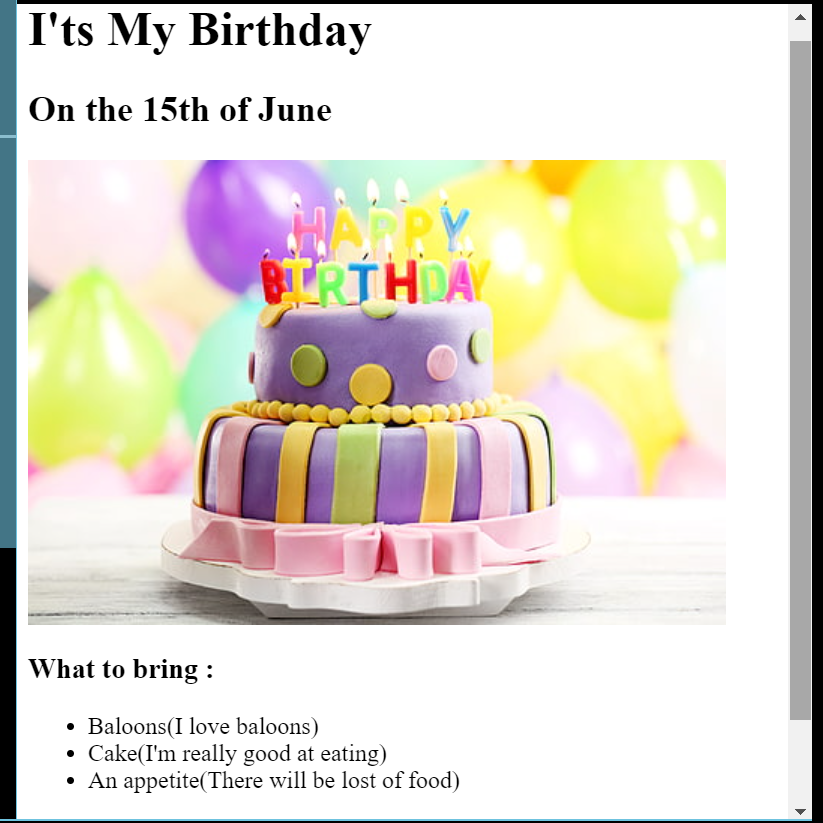 I'ts My Birthday
On the 15th of June
HAPPY
BIRTHDAY
What to bring :
Baloons(I love baloons)
Cake(I'm really good at eating)
An appetite(There will be lost of food)